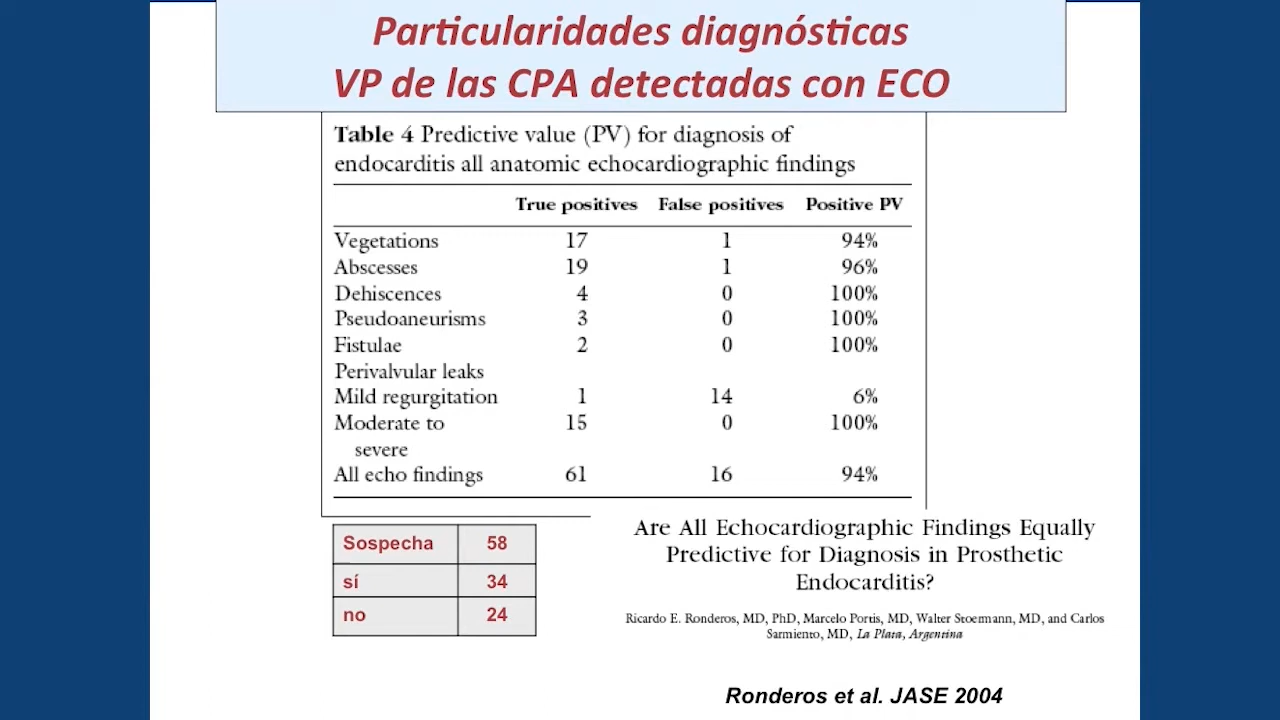 Particularidades diagnósticas
VP de las CPA detectadas con ECO
Table 4 Predictive value (PV) for diagnosis of
endocarditis all anatomic echocardiographic findings
True positives False positives Positive PV
Vegetations 17 1 94%
Abscesses 19 1 96%
Dehiscences 4 0 100%
Pseudoaneurisms 3 0 100%
Fistulae 2 0 100%
Perivalvular leaks
Mild regurgitation 1 14 6%
Moderate to 15 0 100%
severe
All echo findings 61 16 94%
Sospecha 58
sí 34
no 24
Are All Echocardiographic Findings Equally
Predictive for Diagnosis in Prosthetic
Endocarditis?
Ricardo E. Ronderos, MD, PhD, Marcelo Portis, MD, Walter Stoermann, MD, and Carlos
Sarmiento, MD, La Plata, Argentina
Ronderos et al. JASE 2004